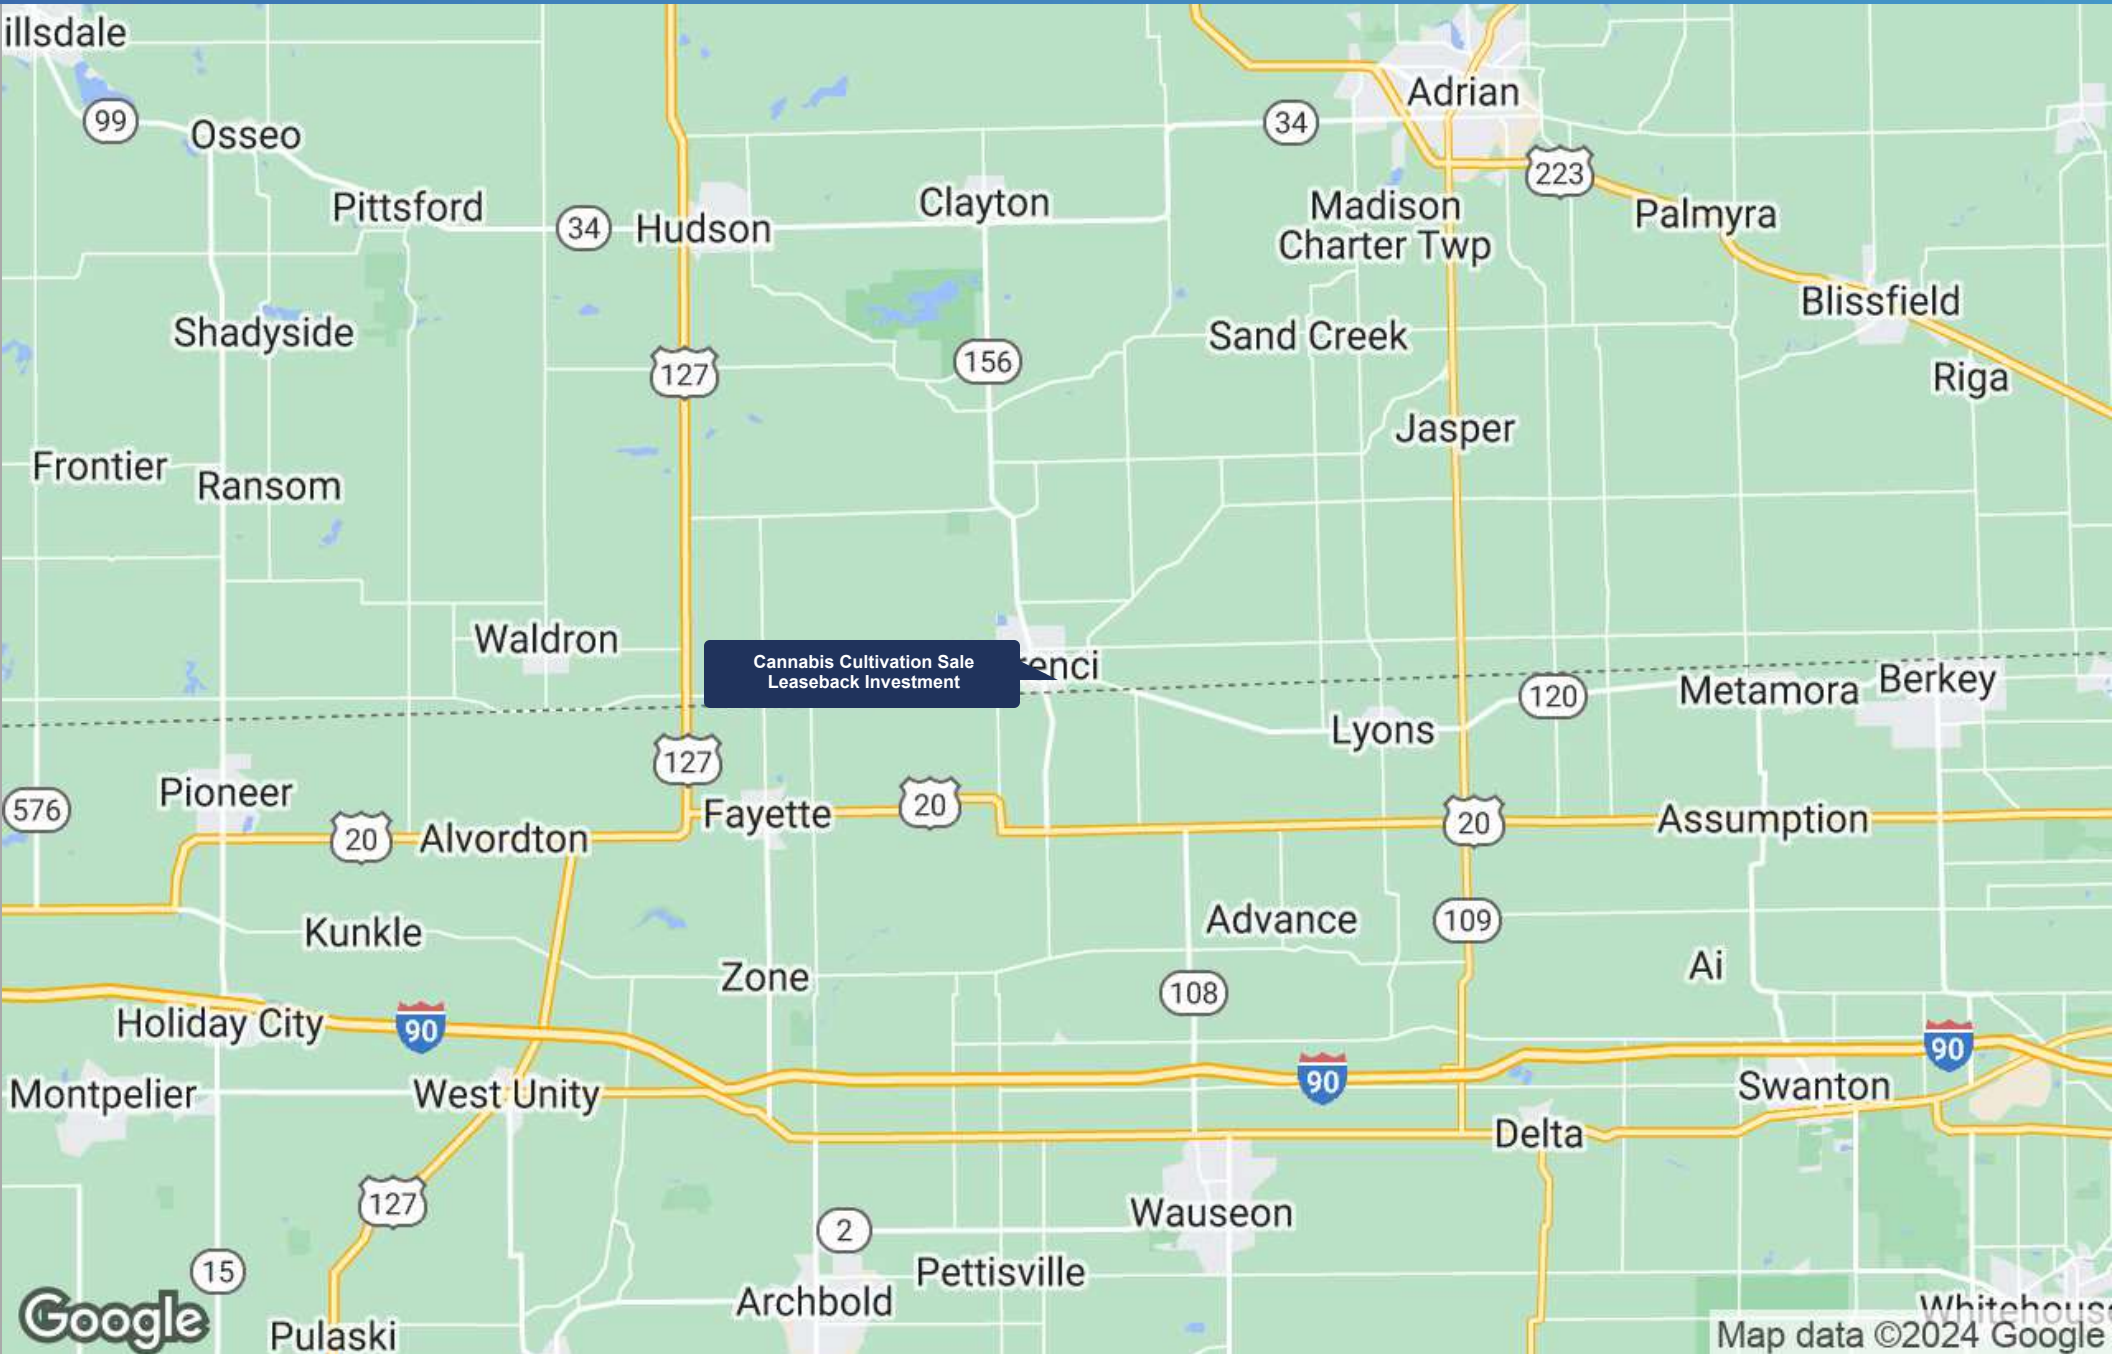 illsdale
Adrian
99
34
Osseo
223
Pittsford
Clayton
Madison
Charter Twp
Palmyra
34
Hudson
Blissfield
Shadyside
Sand Creek
156
127
Riga
Jasper
Frontier
Ransom
Waldron
Cannabis Cultivation Sale
Leaseback Investment
renci
120
Metamora
Berkey
Lyons
127
Pioneer
576
Fayette
20
20
Assumption
20
Alvordton
Advance
109
Kunkle
Ai
Zone
108
Holiday City
90
90
90
Montpelier
West Unity
Swanton
Delta
127
Wauseon
2
15
Pettisville
Archbold
Whitehouse
Google
Pulaski
Map data ©2024 Google